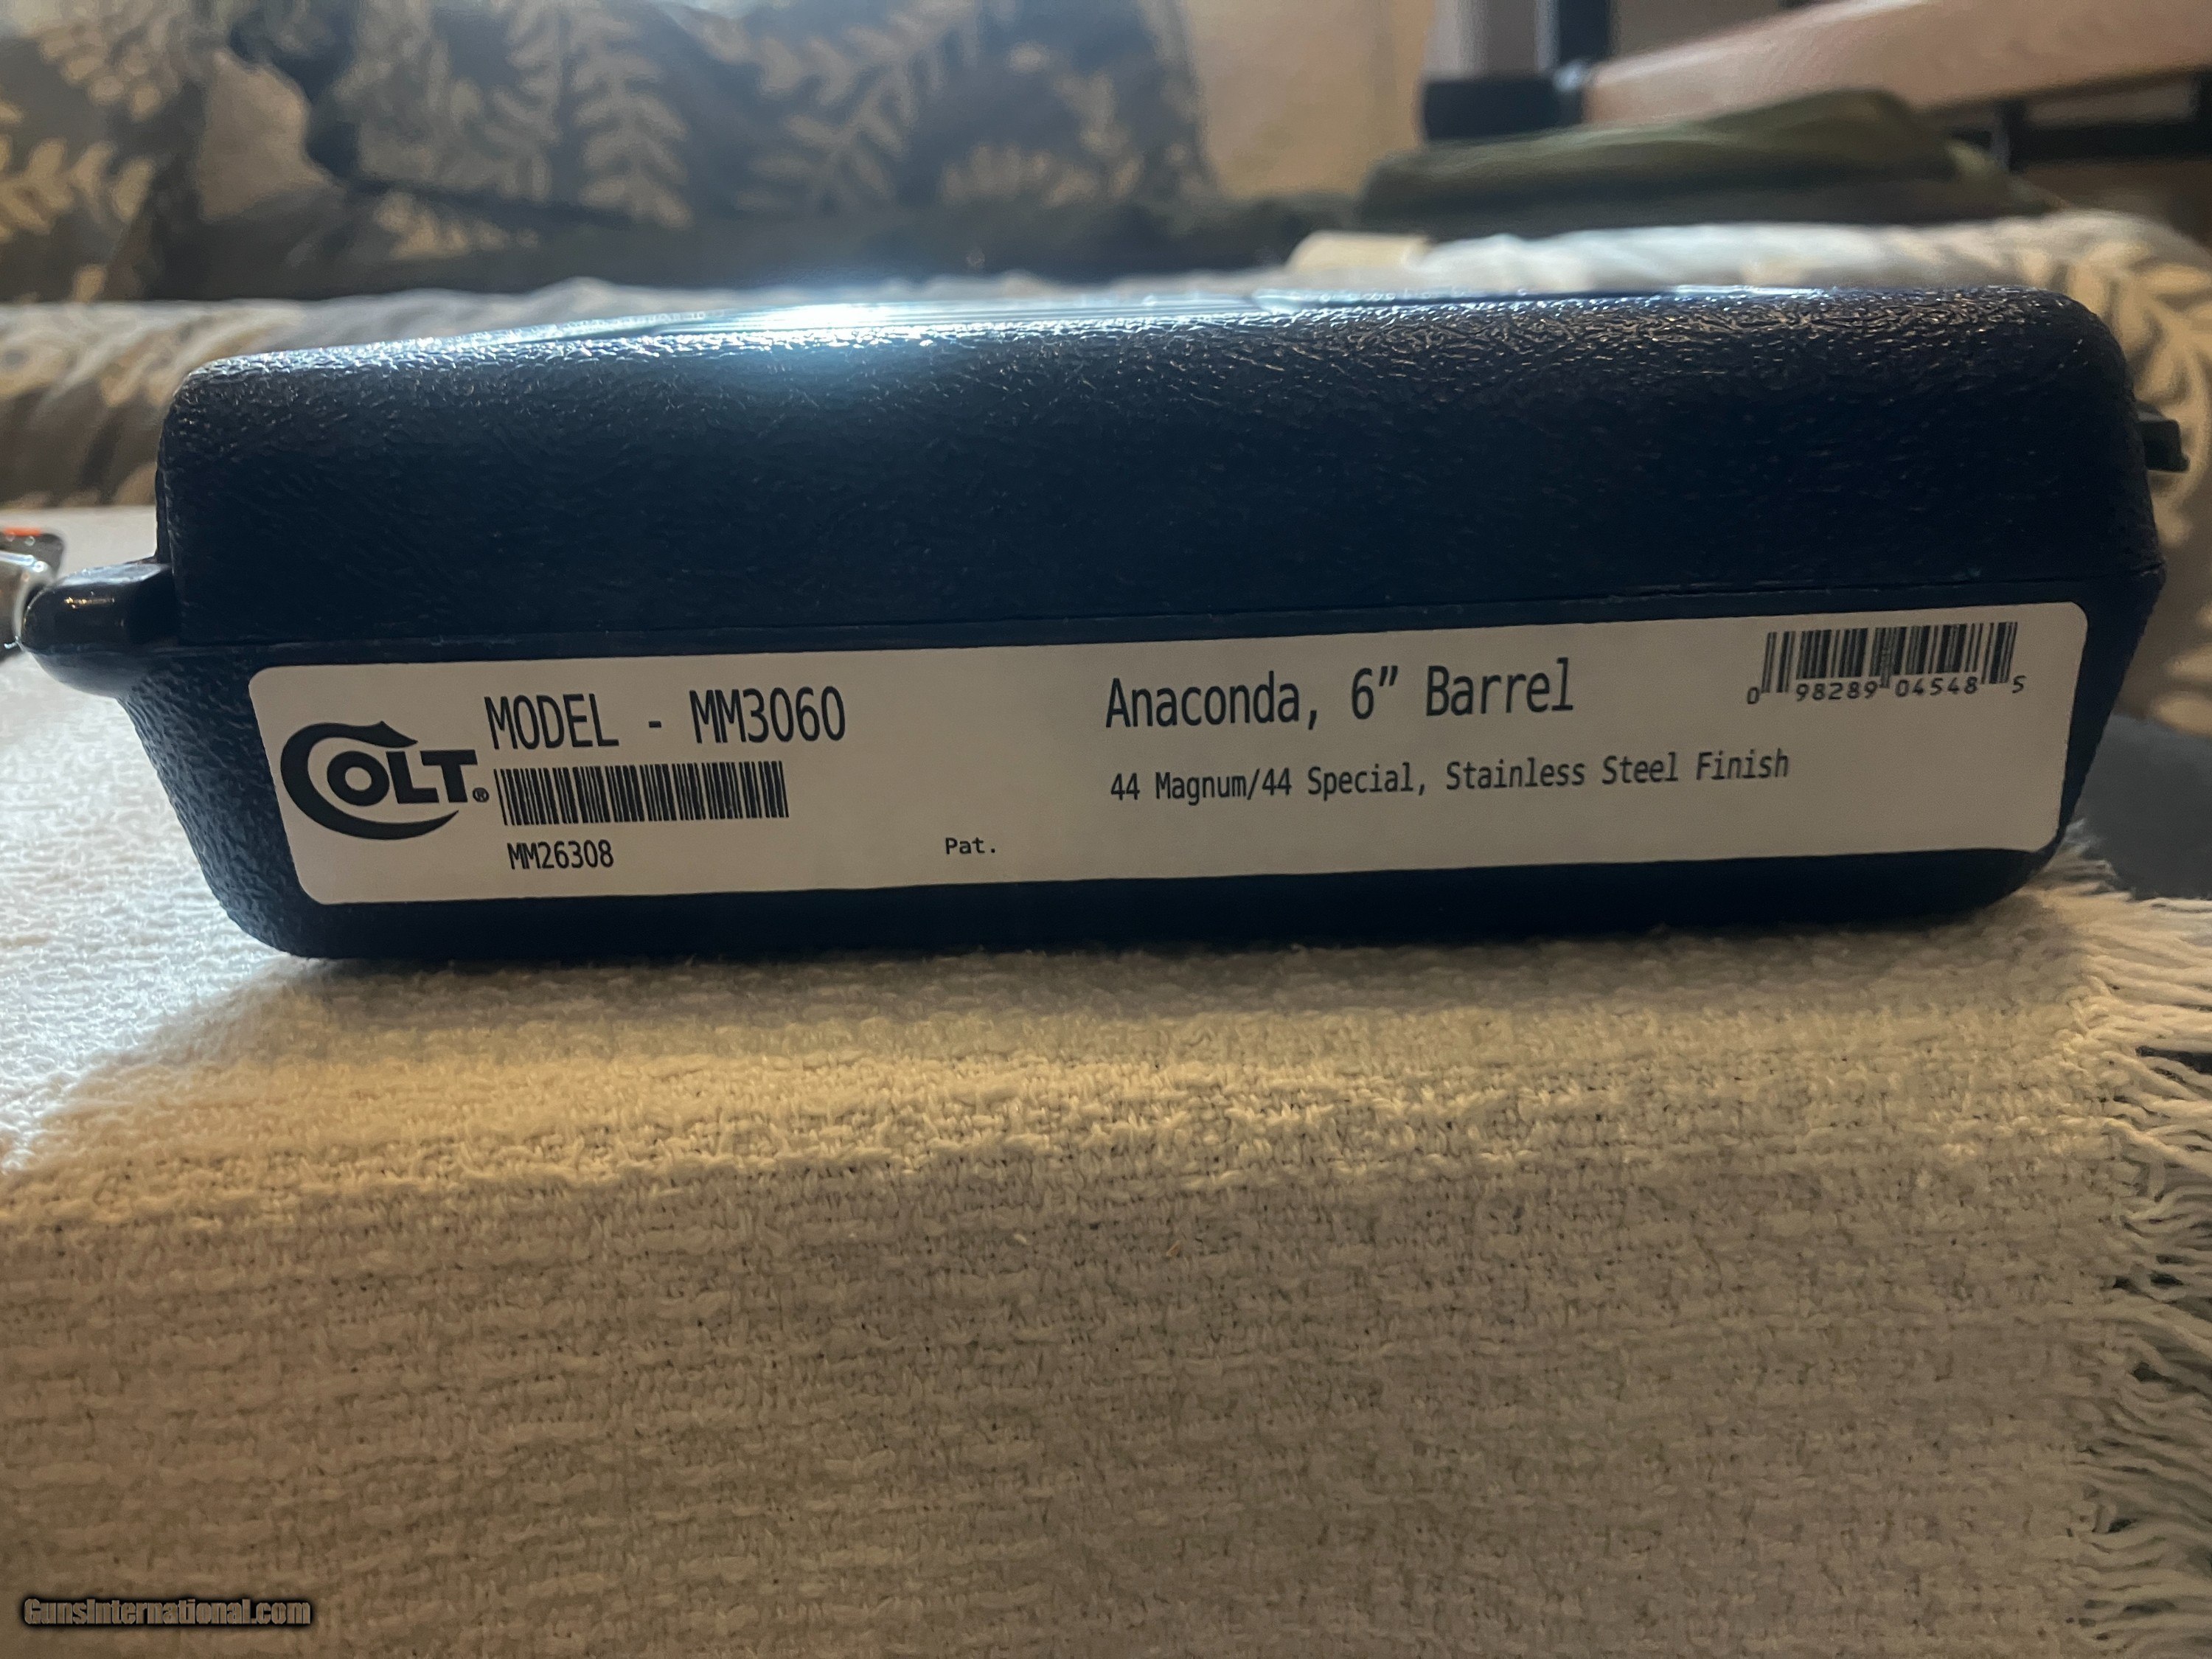 COLT®
MODEL - MM3060
MM26308
Pat.
Anaconda, 6” Barrel
44 Magnum/44 Special, Stainless Steel Finish
0 98289 04548 5
GunsInternational.com